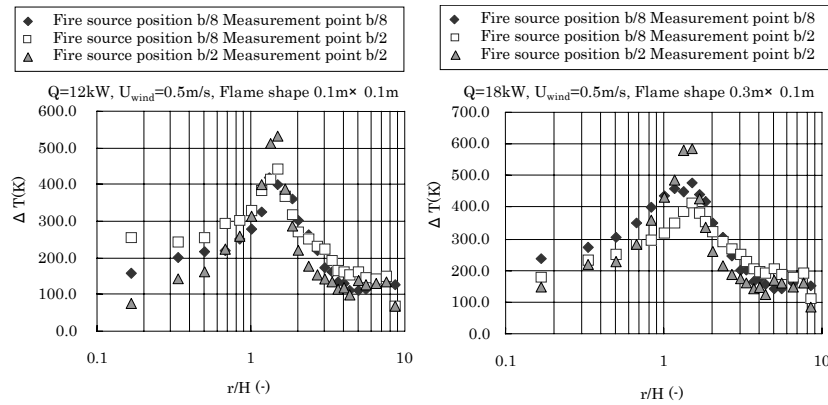 Fire source position b/8 Measurement point b/8
Fire source position b/8 Measurement point b/2
Fire source position b/2 Measurement point b/2
Q=12kW, Uwind=0.5m/s, Flame shape 0.1m× 0.1m
600.0
500.0
400.0
300.0
200.0
100.0
0.0
Δ T(K)
0.1
1
10
r/H (-)
Fire source position b/8 Measurement point b/8
Fire source position b/8 Measurement point b/2
Fire source position b/2 Measurement point b/2
Q=18kW, Uwind=0.5m/s, Flame shape 0.3m× 0.1m
700.0
600.0
500.0
400.0
300.0
200.0
100.0
0.0
Δ T(K)
0.1
1
10
r/H (-)